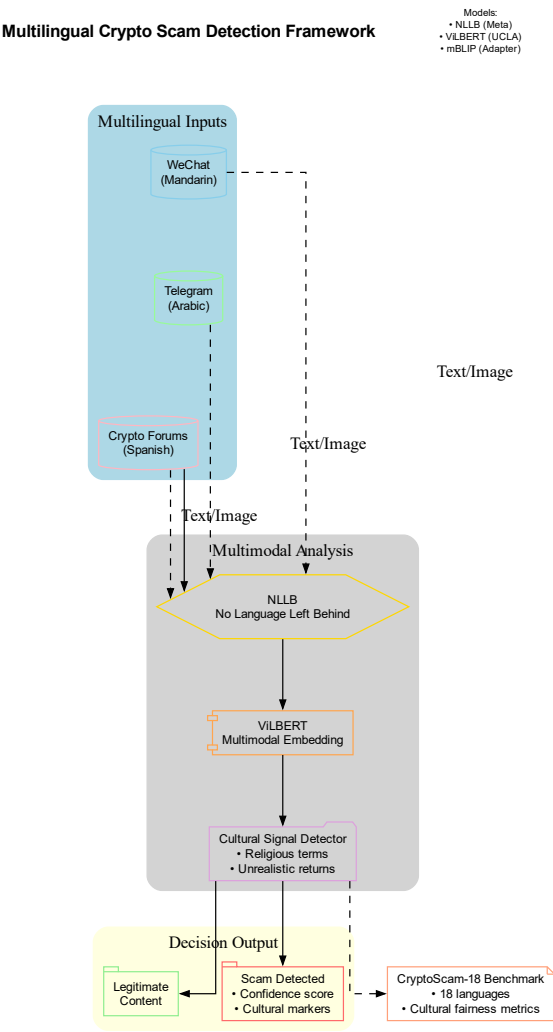 Multilingual Crypto Scam Detection Framework
Models:
• NLLB (Meta)
• ViLBERT (UCLA)
• mBLIP (Adapter)
Multilingual Inputs
WeChat
(Mandarin)
Telegram
(Arabic)
Text/Image
Crypto Forums
(Spanish)
Text/Image
Text/Image
Multimodal Analysis
NLLB
No Language Left Behind
ViLBERT
Multimodal Embedding
Cultural Signal Detector
• Religious terms
• Unrealistic returns
Decision Output
Legitimate
Content
Scam Detected
• Confidence score
• Cultural markers
CryptoScam-18 Benchmark
• 18 languages
• Cultural fairness metrics